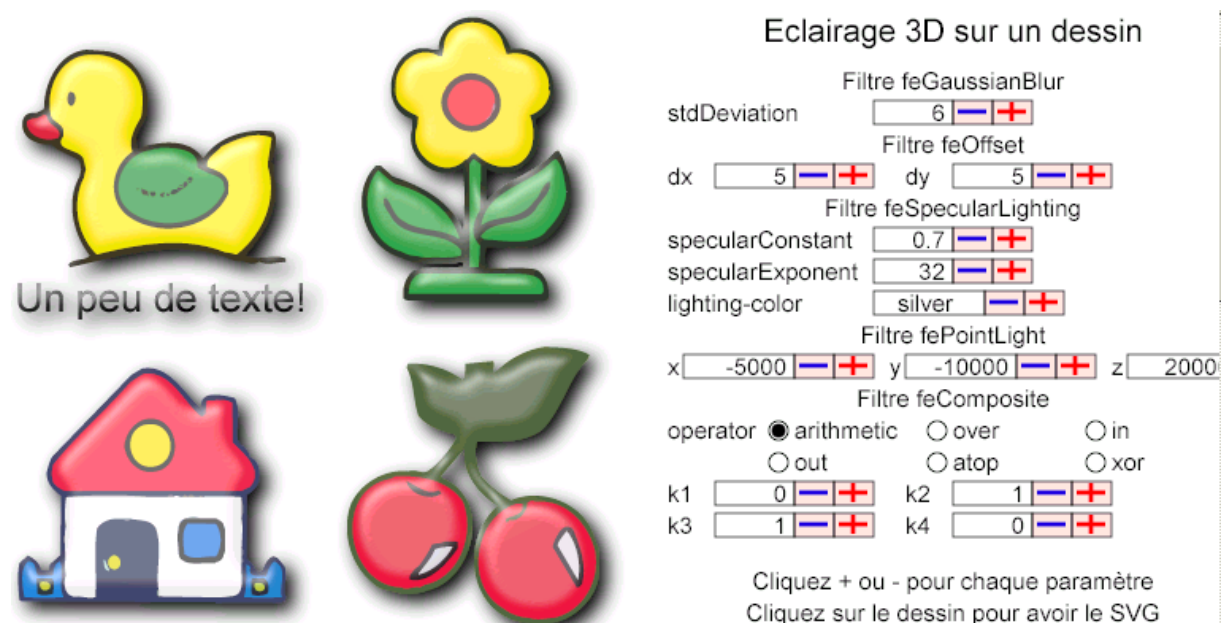 Un peu de texte!
Eclairage 3D sur un dessin
Filtre feGaussianBlur
stdDeviation 6
Filtre feOffset
dx 5 dy 5
Filtre feSpecularLighting
specularConstant 0.7
specularExponent 32
lighting-color silver
Filtre fePointLight
x -5000 y -10000 z 2000
Filtre feComposite
operator arithmetic over in
out atop xor
k1 0 k2 1
k3 1 k4 0
Cliquez + ou - pour chaque paramètre
Cliquez sur le dessin pour avoir le SVG